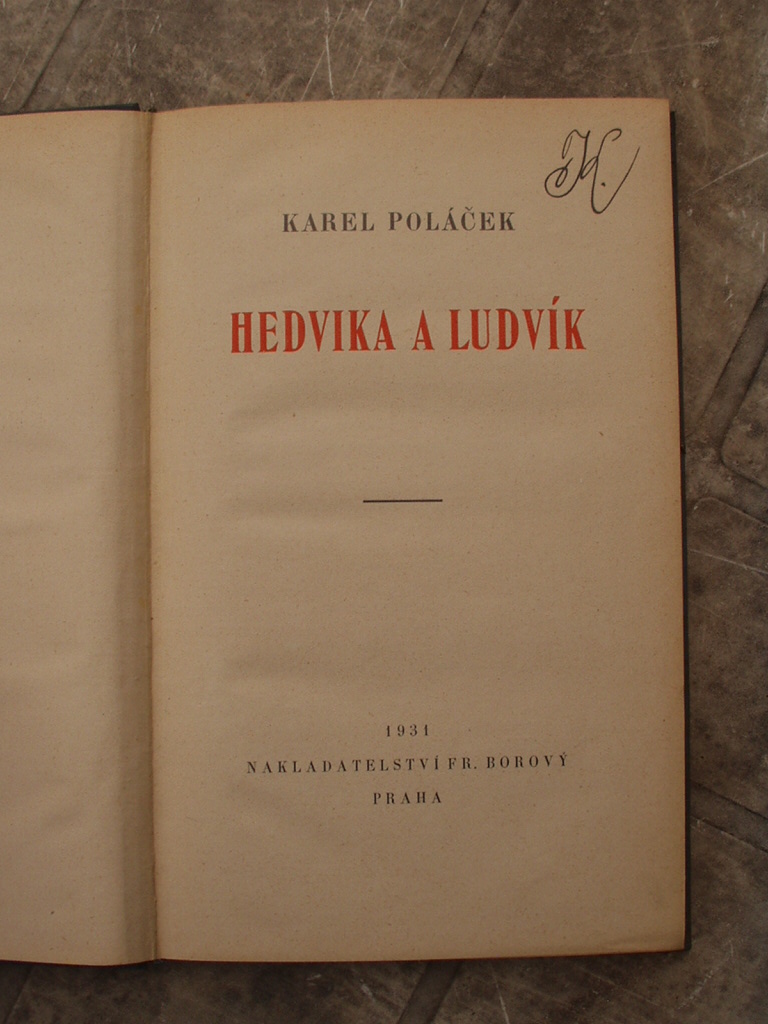 K.
KAREL POLÁČEK
HEDVIKA A LUDVÍK
1931
NAKLADATELSTVÍ FR. BOROVÝ
PRAHA